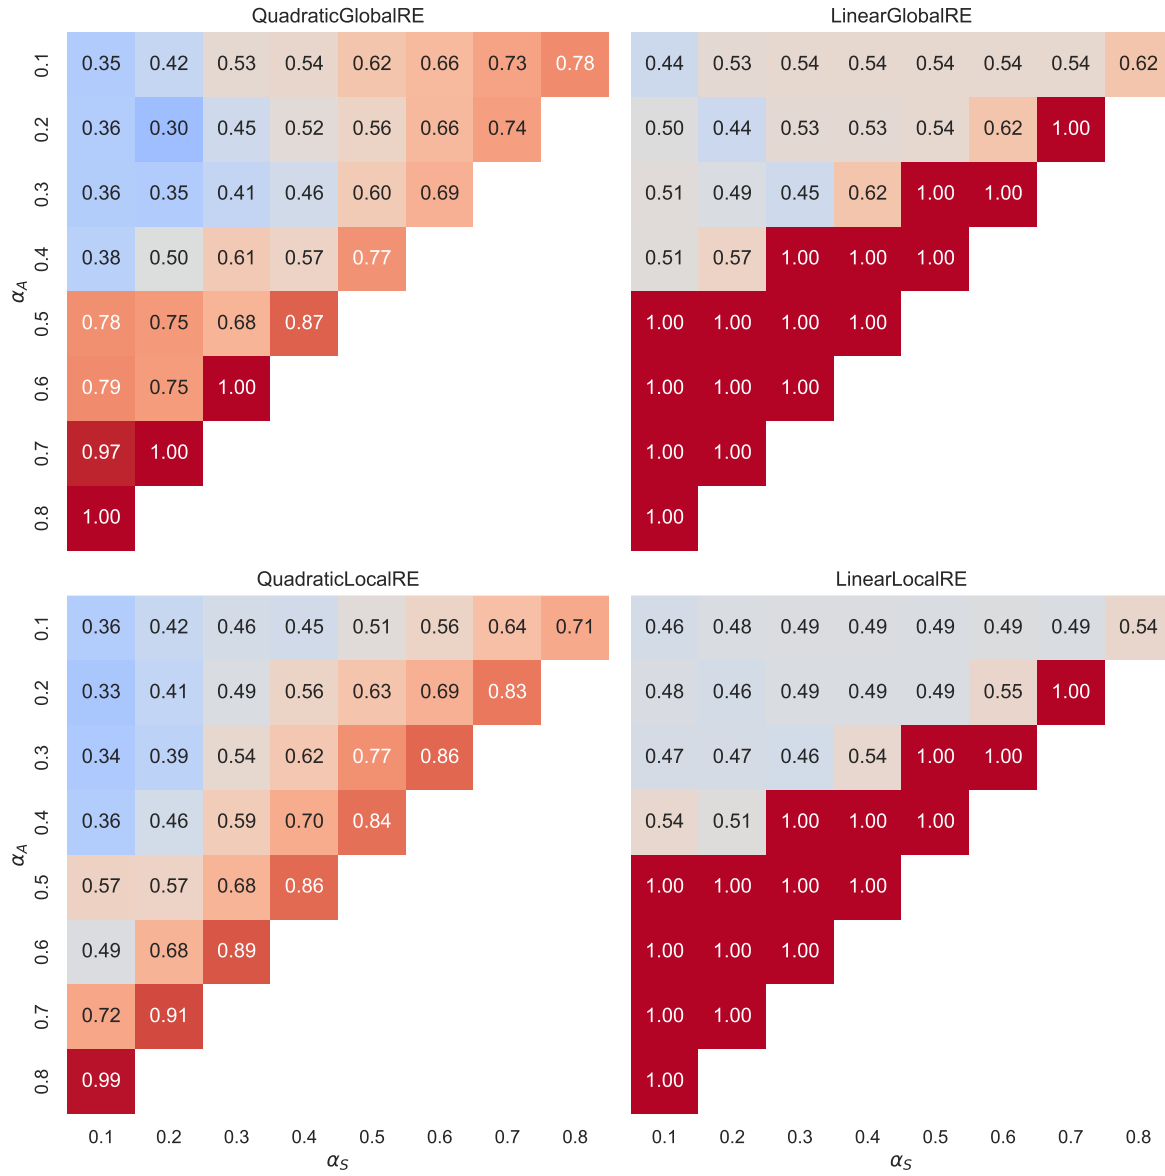 QuadraticGlobalRE
LinearGlobalRE
0.1 0.35 0.42 0.53 0.54 0.62 0.66 0.73 0.78
0.44 0.53 0.54 0.54 0.54 0.54 0.54 0.62
0.2 0.36 0.30 0.45 0.52 0.56 0.66 0.74
0.50 0.44 0.53 0.53 0.54 0.62 1.00
0.3 0.36 0.35 0.41 0.46 0.60 0.69
0.51 0.49 0.45 0.62 1.00 1.00
0.4 0.38 0.50 0.61 0.57 0.77
0.51 0.57 1.00 1.00 1.00
α_A
0.5 0.78 0.75 0.68 0.87
1.00 1.00 1.00 1.00
0.6 0.79 0.75 1.00
1.00 1.00 1.00
0.7 0.97 1.00
1.00 1.00
0.8 1.00
1.00
QuadraticLocalRE
LinearLocalRE
0.1 0.36 0.42 0.46 0.45 0.51 0.56 0.64 0.71
0.46 0.48 0.49 0.49 0.49 0.49 0.49 0.54
0.2 0.33 0.41 0.49 0.56 0.63 0.69 0.83
0.48 0.46 0.49 0.49 0.49 0.55 1.00
0.3 0.34 0.39 0.54 0.62 0.77 0.86
0.47 0.47 0.46 0.54 1.00 1.00
0.4 0.36 0.46 0.59 0.70 0.84
0.54 0.51 1.00 1.00 1.00
α_A
0.5 0.57 0.57 0.68 0.86
1.00 1.00 1.00 1.00
0.6 0.49 0.68 0.89
1.00 1.00 1.00
0.7 0.72 0.91
1.00 1.00
0.8 0.99
1.00
0.1 0.2 0.3 0.4 0.5 0.6 0.7 0.8
0.1 0.2 0.3 0.4 0.5 0.6 0.7 0.8
α_S
α_S